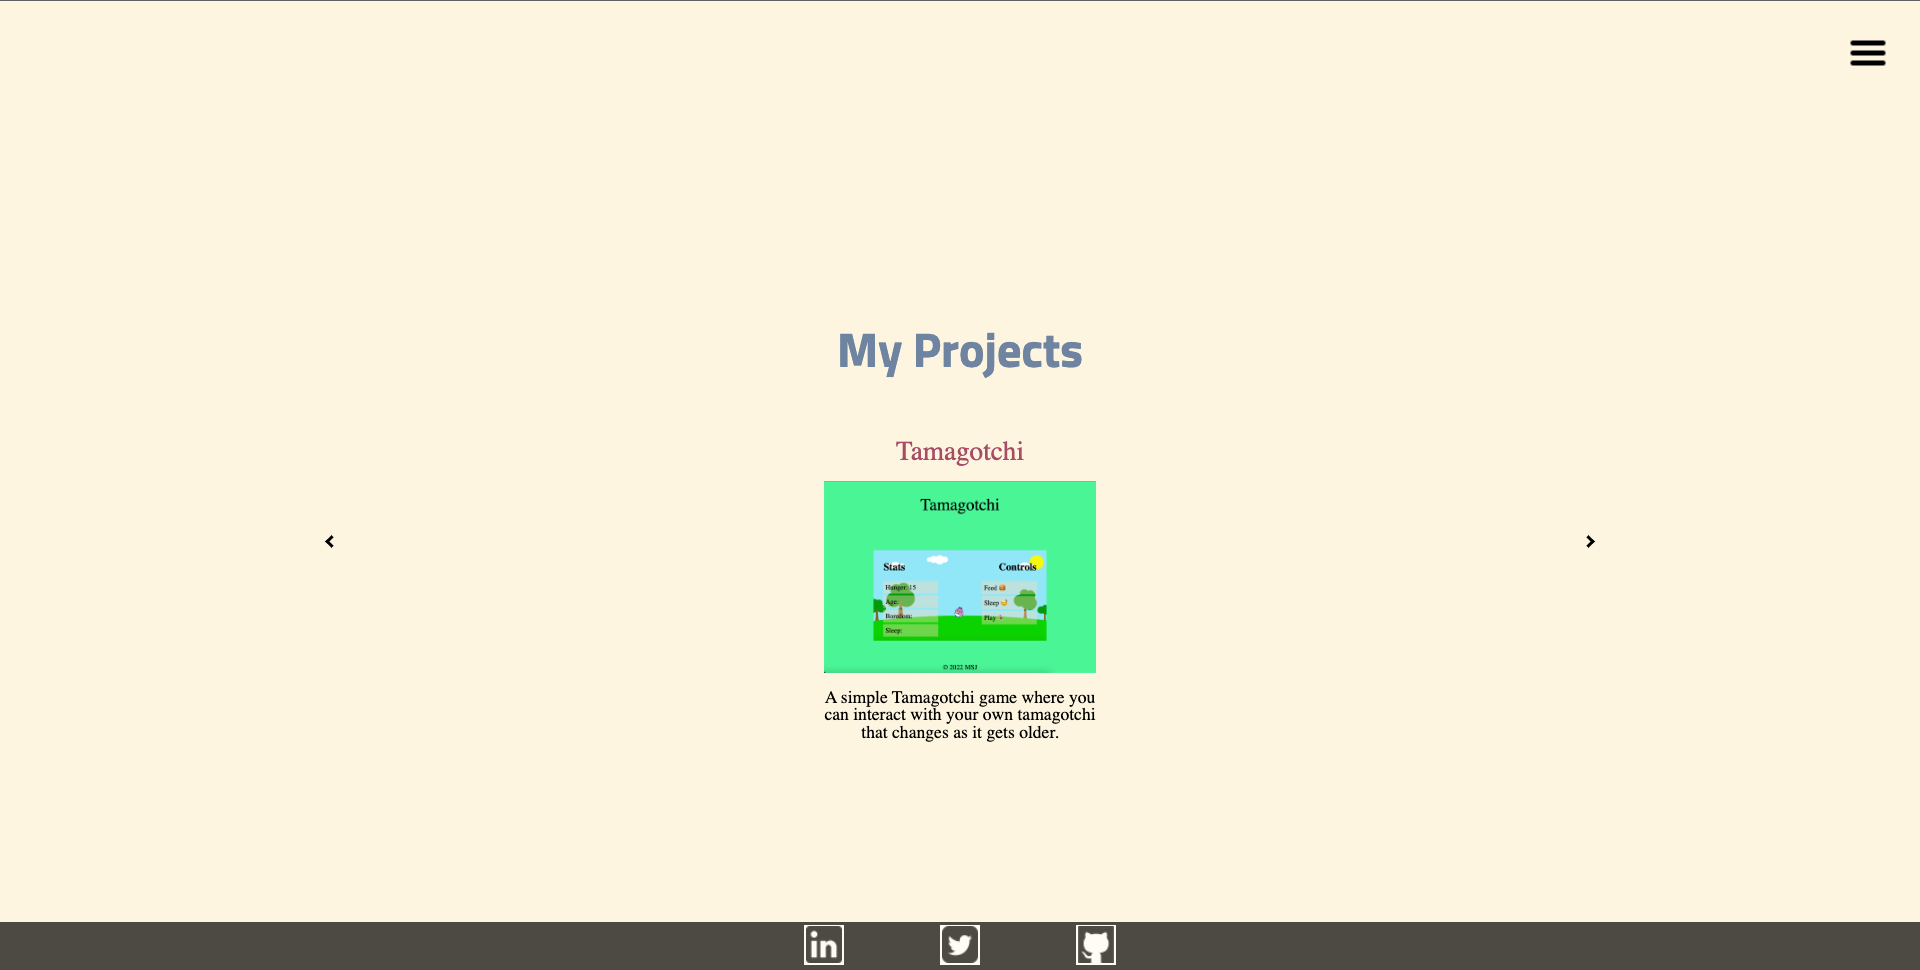 My Projects
Tamagotchi
Tamagotchi
Stats
Controls
Hunger: 15
Feed
Age:
Sleep
Boredom:
Play
Sleep:
© 2022 MSJ
A simple Tamagotchi game where you
can interact with your own tamagotchi
that changes as it gets older.
in